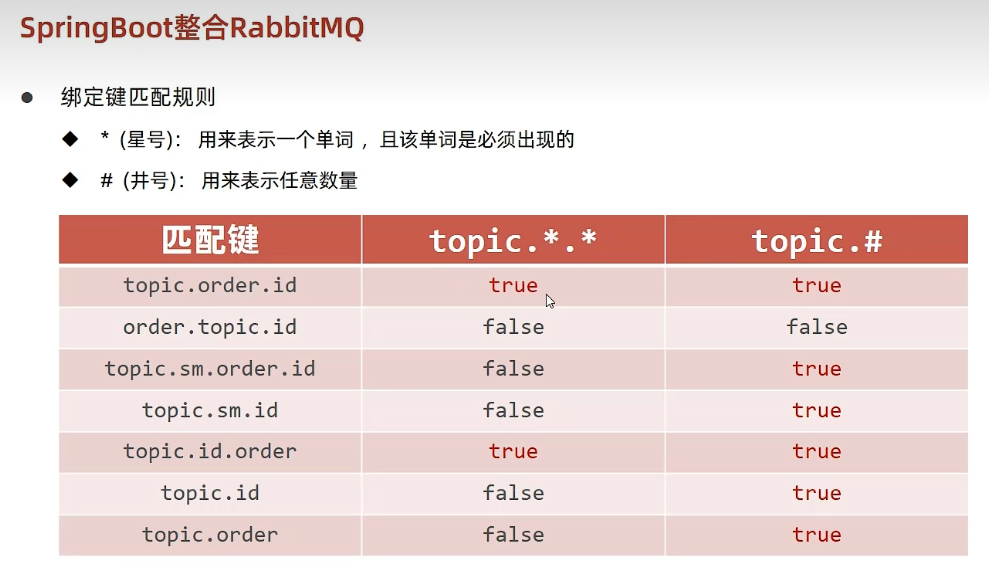 SpringBoot整合RabbitMQ
● 绑定键匹配规则
◆ * (星号): 用来表示一个单词 ，且该单词是必须出现的
◆ # (井号): 用来表示任意数量
匹配键 topic.*.* topic.#
topic.order.id true true
order.topic.id false false
topic.sm.order.id false true
topic.sm.id false true
topic.id.order true true
topic.id false true
topic.order false true